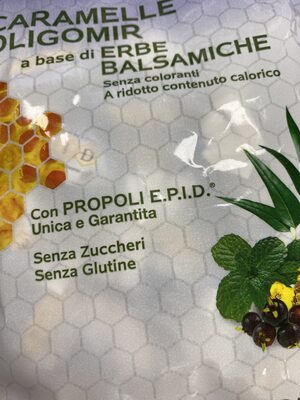 CARAMELLE
OLIGOMIR
a base di ERBE
BALSAMICHE
Senza coloranti
A ridotto contenuto calorico
Con PROPOLI E.P.I.D.®
Unica e Garantita
Senza Zuccheri
Senza Glutine